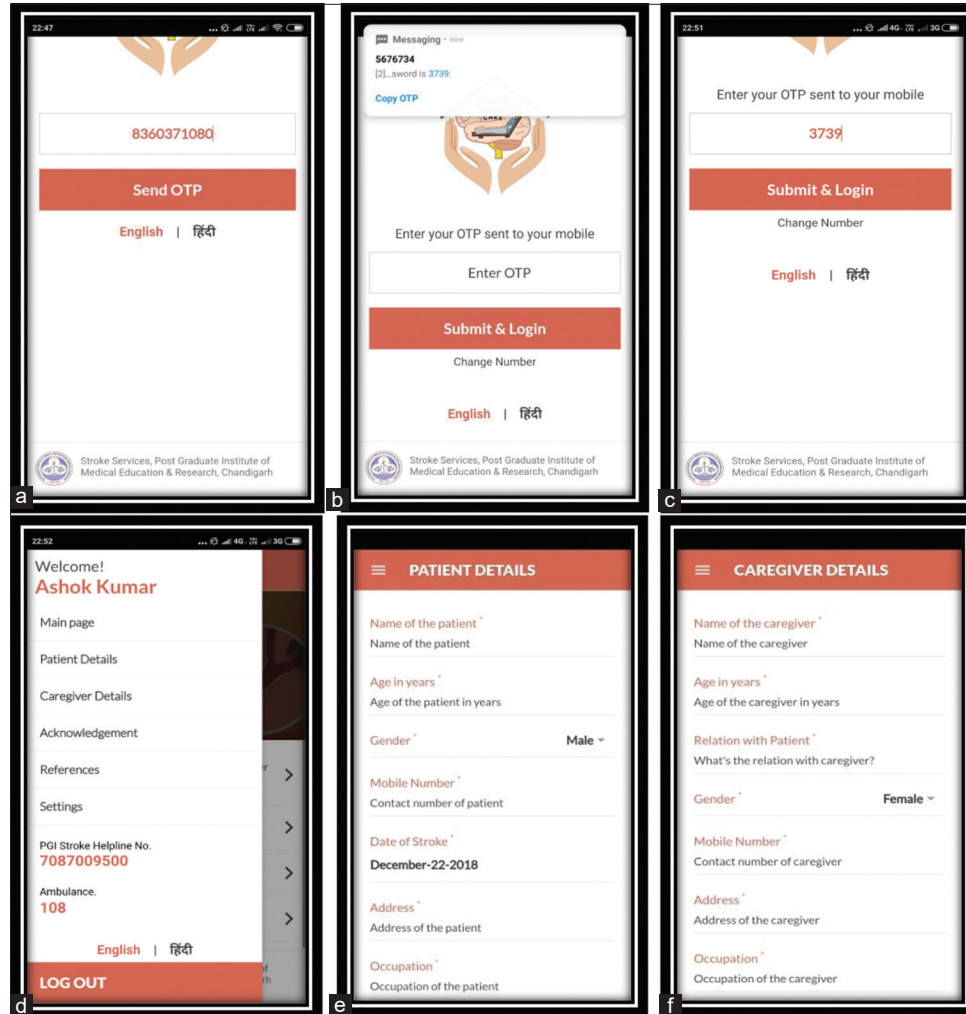 22:47
8360371080
Send OTP
English | हिंदी
Stroke Services, Post Graduate Institute of
Medical Education & Research, Chandigarh
a
Messaging • now
5676734
[2]...sword is 3739.
Copy OTP
CARE
Enter your OTP sent to your mobile
Enter OTP
Submit & Login
Change Number
English | हिंदी
Stroke Services, Post Graduate Institute of
Medical Education & Research, Chandigarh
b
22:51
4G
3G
Enter your OTP sent to your mobile
3739
Submit & Login
Change Number
English | हिंदी
Stroke Services, Post Graduate Institute of
Medical Education & Research, Chandigarh
c
22:52
4G
3G
Welcome!
Ashok Kumar
Main page
Patient Details
Caregiver Details
Acknowledgement
References
Settings
PGI Stroke Helpline No.
7087009500
Ambulance.
108
English | हिंदी
LOG OUT
d
PATIENT DETAILS
Name of the patient *
Name of the patient
Age in years *
Age of the patient in years
Gender * Male
Mobile Number *
Contact number of patient
Date of Stroke *
December-22-2018
Address *
Address of the patient
Occupation *
Occupation of the patient
e
CAREGIVER DETAILS
Name of the caregiver *
Name of the caregiver
Age in years *
Age of the caregiver in years
Relation with Patient *
What's the relation with caregiver?
Gender * Female
Mobile Number *
Contact number of caregiver
Address *
Address of the caregiver
Occupation *
Occupation of the caregiver
f